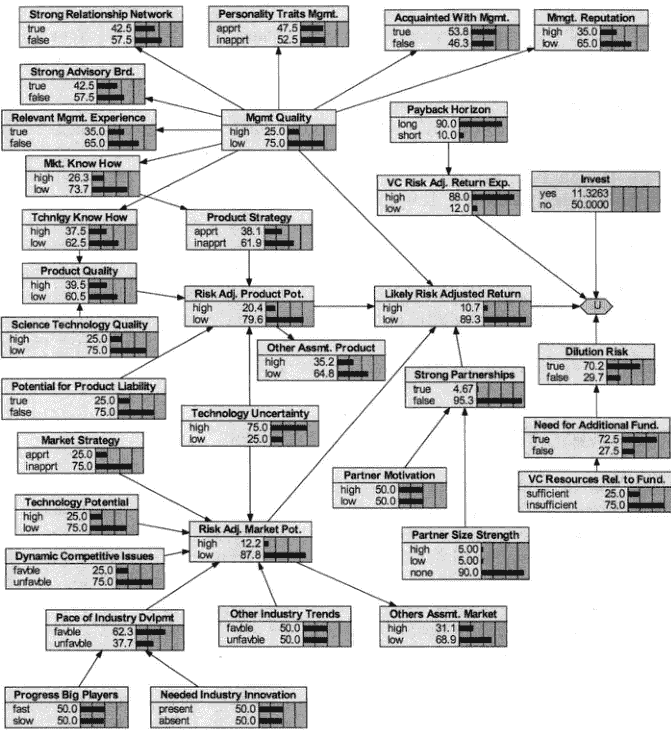 Strong Relationship Network
true 42.5
false 57.5
Personality Traits Mgmt.
apprt 47.5
inapprt 52.5
Acquainted With Mgmt.
true 53.8
false 46.3
Mmgt. Reputation
high 35.0
low 65.0
Strong Advisory Brd.
true 42.5
false 57.5
Relevant Mgmt. Experience
true 35.0
false 65.0
Mgmt Quality
high 25.0
low 75.0
Payback Horizon
long 90.0
short 10.0
Mkt. Know How
high 26.3
low 73.7
VC Risk Adj. Return Exp.
high 88.0
low 12.0
Invest
yes 11.3263
no 50.0000
Tchnlgy Know How
high 37.5
low 62.5
Product Strategy
apprt 38.1
inapprt 61.9
Product Quality
high 39.5
low 60.5
Risk Adj. Product Pot.
high 20.4
low 79.6
Likely Risk Adjusted Return
high 10.7
low 89.3
U
Science Technology Quality
high 25.0
low 75.0
Other Assmt. Product
high 35.2
low 64.8
Dilution Risk
true 70.2
false 29.7
Strong Partnerships
true 4.67
false 95.3
Potential for Product Liability
true 25.0
false 75.0
Technology Uncertainty
high 75.0
low 25.0
Need for Additional Fund.
true 72.5
false 27.5
Market Strategy
apprt 25.0
inapprt 75.0
Partner Motivation
high 50.0
low 50.0
VC Resources Rel. to Fund.
sufficient 25.0
insufficient 75.0
Technology Potential
high 25.0
low 75.0
Risk Adj. Market Pot.
high 12.2
low 87.8
Partner Size Strength
high 5.00
low 5.00
none 90.0
Dynamic Competitive Issues
favble 25.0
unfavble 75.0
Pace of Industry Dvlpmt
favble 62.3
unfavble 37.7
Other Industry Trends
favble 50.0
unfavble 50.0
Others Assmt. Market
high 31.1
low 68.9
Progress Big Players
fast 50.0
slow 50.0
Needed Industry Innovation
present 50.0
absent 50.0